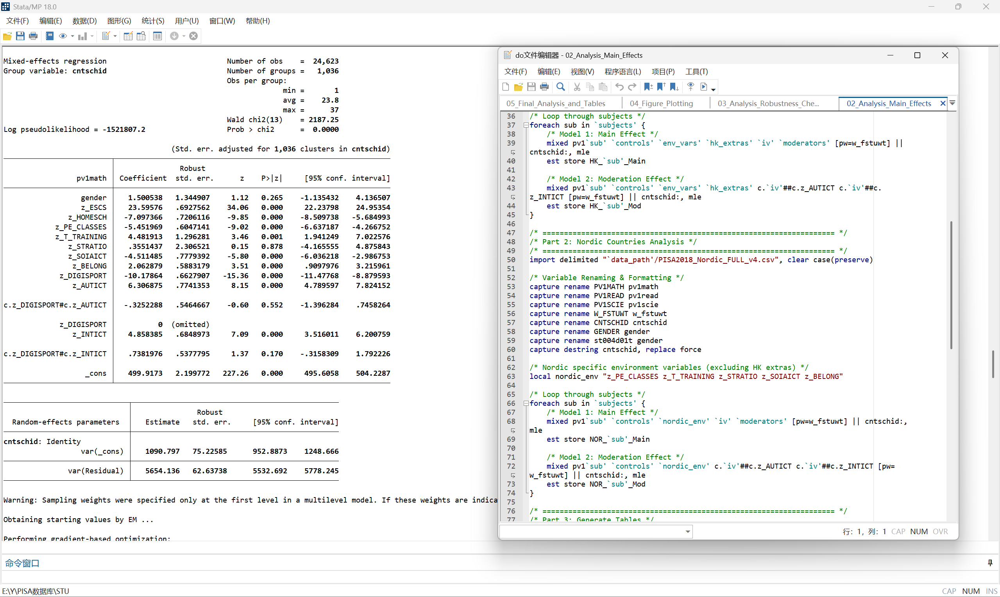 Stata/MP 18.0
文件(F) 编辑(E) 数据(D) 图形(G) 统计(S) 用户(U) 窗口(W) 帮助(H)
Mixed-effects regression Number of obs = 24,623
Group variable: cntschid Number of groups = 1,036
Obs per group:
min = 1
avg = 23.8
max = 37
Wald chi2(13) = 2187.25
Log pseudolikelihood = -1521807.2 Prob > chi2 = 0.0000
(Std. err. adjusted for 1,036 clusters in cntschid)
Robust
pv1math Coefficient std. err. z P>|z| [95% conf. interval]
gender 1.500538 1.344907 1.12 0.265 -1.135432 4.136507
z_ESCS 23.59576 .6927562 34.06 0.000 22.23798 24.95354
z_HOMESCH -7.097366 .7206116 -9.85 0.000 -8.509738 -5.684993
z_PE_CLASSES -5.451969 .6047141 -9.02 0.000 -6.637187 -4.266752
z_T_TRAINING 4.481913 1.296281 3.46 0.001 1.941249 7.022576
z_STRATIO .3551437 2.306521 0.15 0.878 -4.165555 4.875843
z_SOIAICT -4.511485 .7779392 -5.80 0.000 -6.036218 -2.986753
z_BELONG 2.062879 .5883179 3.51 0.000 .9097976 3.215961
z_DIGISPORT -10.17864 .6627907 -15.36 0.000 -11.47768 -8.879593
z_AUTICT 6.306875 .7741353 8.15 0.000 4.789597 7.824152
c.z_DIGISPORT#c.z_AUTICT -.3252288 .5464667 -0.60 0.552 -1.396284 .7458264
z_DIGISPORT 0 (omitted)
z_INTICT 4.858385 .6848973 7.09 0.000 3.516011 6.200759
c.z_DIGISPORT#c.z_INTICT .7381976 .5377795 1.37 0.170 -.3158309 1.792226
_cons 499.9173 2.199772 227.26 0.000 495.6058 504.2287
Robust
Random-effects parameters Estimate std. err. [95% conf. interval]
cntschid: Identity
var(_cons) 1090.797 75.22585 952.8873 1248.666
var(Residual) 5654.136 62.63738 5532.692 5778.245
Warning: Sampling weights were specified only at the first level in a multilevel model. If these weights are indica
Obtaining starting values by EM ...
Performing gradient-based optimization:
do文件编辑器 - 02_Analysis_Main_Effects
文件(F) 编辑(E) 视图(V) 程序语言(L) 项目(P) 工具(T)
05_Final_Analysis_and_Tables 04_Figure_Plotting 03_Analysis_Robustness_Che... 02_Analysis_Main_Effects
36 /* Loop through subjects */
37 foreach sub in `subjects' {
38 /* Model 1: Main Effect */
39 mixed pv1`sub' `controls' `env_vars' `hk_extras' `iv' `moderators' [pw=w_fstuwt] ||
cntschid:, mle
40 est store HK_`sub'_Main
41
42 /* Model 2: Moderation Effect */
43 mixed pv1`sub' `controls' `env_vars' `hk_extras' c.`iv'##c.z_AUTICT c.`iv'##c.
z_INTICT [pw=w_fstuwt] || cntschid:, mle
44 est store HK_`sub'_Mod
45 }
46
47 /* ==================================================================== */
48 /* Part 2: Nordic Countries Analysis */
49 /* ==================================================================== */
50 import delimited "`data_path'/PISA2018_Nordic_FULL_v4.csv", clear case(preserve)
51
52 /* Variable Renaming & Formatting */
53 capture rename PV1MATH pv1math
54 capture rename PV1READ pv1read
55 capture rename PV1SCIE pv1scie
56 capture rename W_FSTUWT w_fstuwt
57 capture rename CNTSCHID cntschid
58 capture rename GENDER gender
59 capture rename st004d01t gender
60 capture destring cntschid, replace force
61
62 /* Nordic specific environment variables (excluding HK extras) */
63 local nordic_env "z_PE_CLASSES z_T_TRAINING z_STRATIO z_SOIAICT z_BELONG"
64
65 /* Loop through subjects */
66 foreach sub in `subjects' {
67 /* Model 1: Main Effect */
68 mixed pv1`sub' `controls' `nordic_env' `iv' `moderators' [pw=w_fstuwt] || cntschid:,
mle
69 est store NOR_`sub'_Main
70
71 /* Model 2: Moderation Effect */
72 mixed pv1`sub' `controls' `nordic_env' c.`iv'##c.z_AUTICT c.`iv'##c.z_INTICT [pw=
w_fstuwt] || cntschid:, mle
73 est store NOR_`sub'_Mod
74 }
75
76 /* ==================================================================== */
77 /* Part 3: Generate Tables */
行: 1, 列: 1 CAP NUM OVR
命令窗口
E:\Y\PISA数据库\STU CAP NUM INS